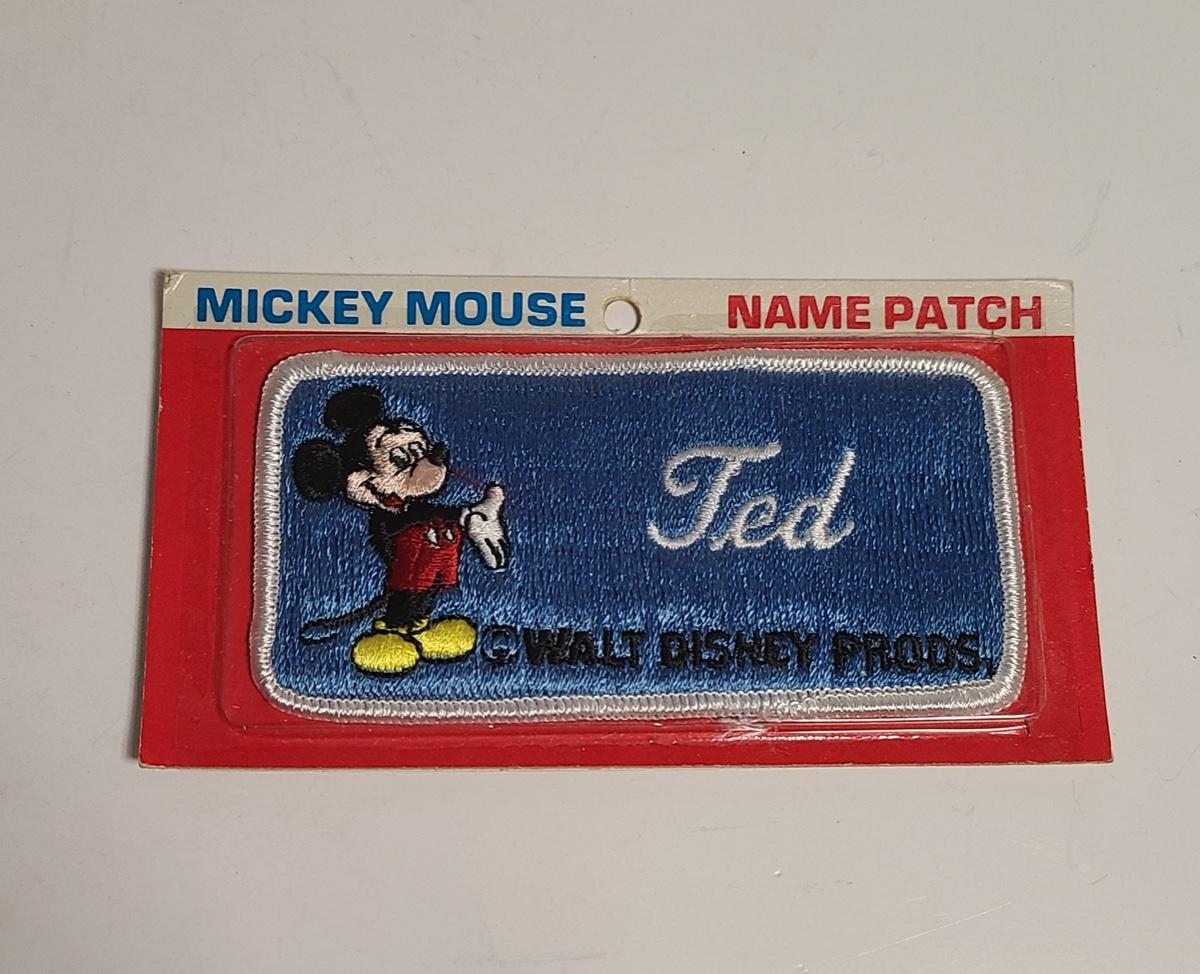 MICKEY MOUSE NAME PATCH
Ted
© WALT DISNEY PRODS.